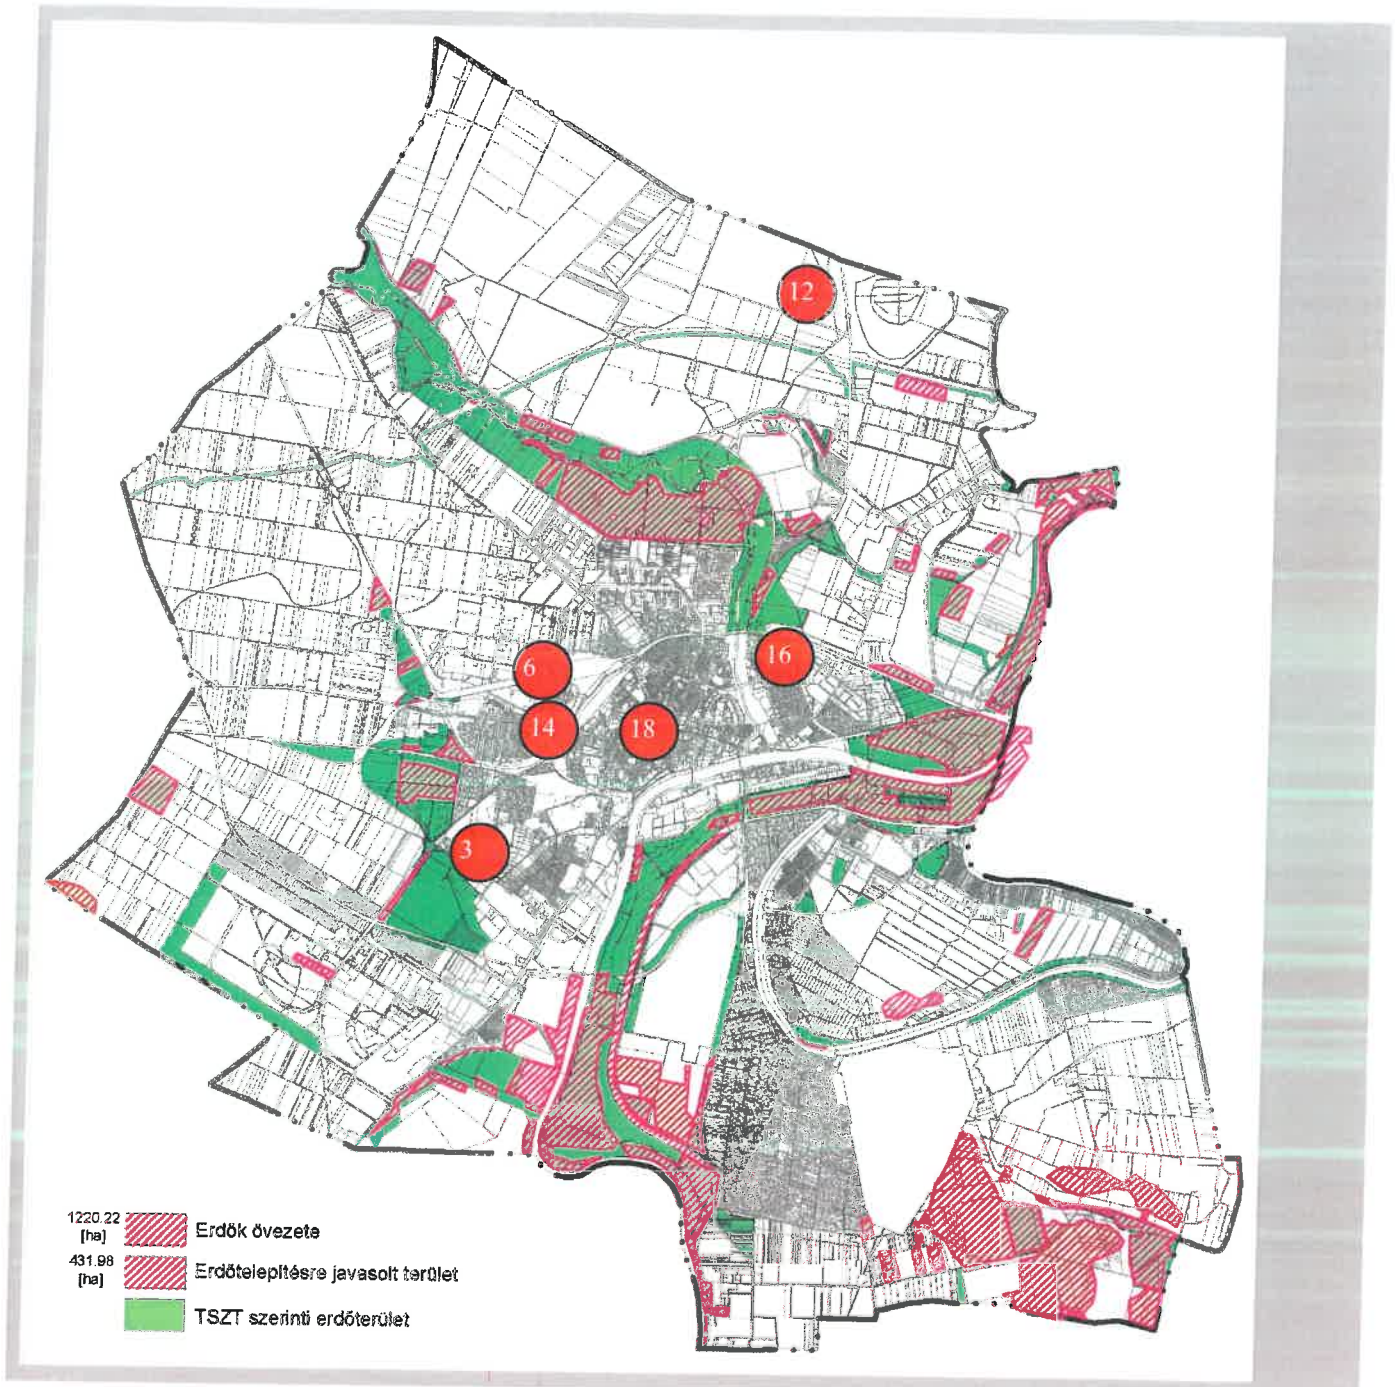 12
6
16
14
18
3
1220.22
[ha]
Erdők övezete
431.98
[ha]
Erdőtelepítésre javasolt terület
TSZT szerinti erdőterület